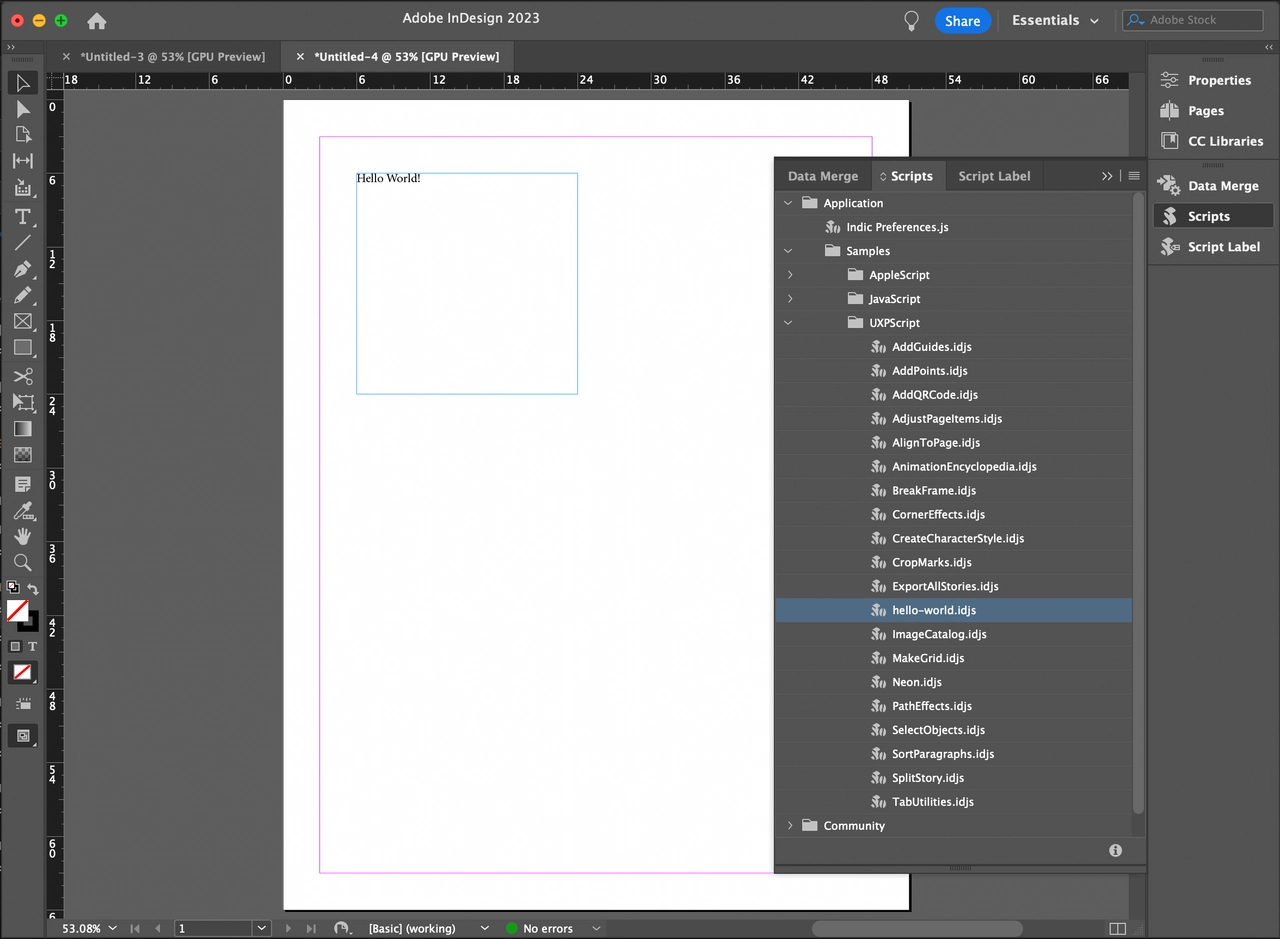 Adobe InDesign 2023
Share
Essentials
Adobe Stock
*Untitled-3 @ 53% [GPU Preview]
*Untitled-4 @ 53% [GPU Preview]
18 12 6 0 6 12 18 24 30 36 42 48 54 60 66
0
6
12
18
24
30
36
42
48
54
60
6
Hello World!
Data Merge
Scripts
Script Label
Application
Indic Preferences.js
Samples
AppleScript
JavaScript
UXPScript
AddGuides.idjs
AddPoints.idjs
AddQRCode.idjs
AdjustPageItems.idjs
AlignToPage.idjs
AnimationEncyclopedia.idjs
BreakFrame.idjs
CornerEffects.idjs
CreateCharacterStyle.idjs
CropMarks.idjs
ExportAllStories.idjs
hello-world.idjs
ImageCatalog.idjs
MakeGrid.idjs
Neon.idjs
PathEffects.idjs
SelectObjects.idjs
SortParagraphs.idjs
SplitStory.idjs
TabUtilities.idjs
Community
Properties
Pages
CC Libraries
Data Merge
Scripts
Script Label
53.08%
1
[Basic] (working)
No errors